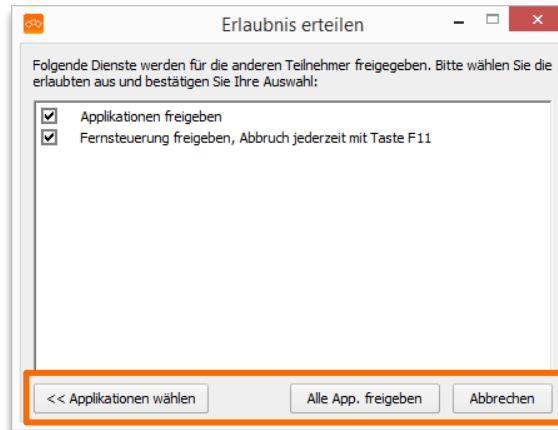 Erlaubnis erteilen
Folgende Dienste werden für die anderen Teilnehmer freigegeben. Bitte wählen Sie die
erlaubten aus und bestätigen Sie Ihre Auswahl:
Applikationen freigeben
Fernsteuerung freigeben, Abbruch jederzeit mit Taste F11
<< Applikationen wählen Alle App. freigeben Abbrechen